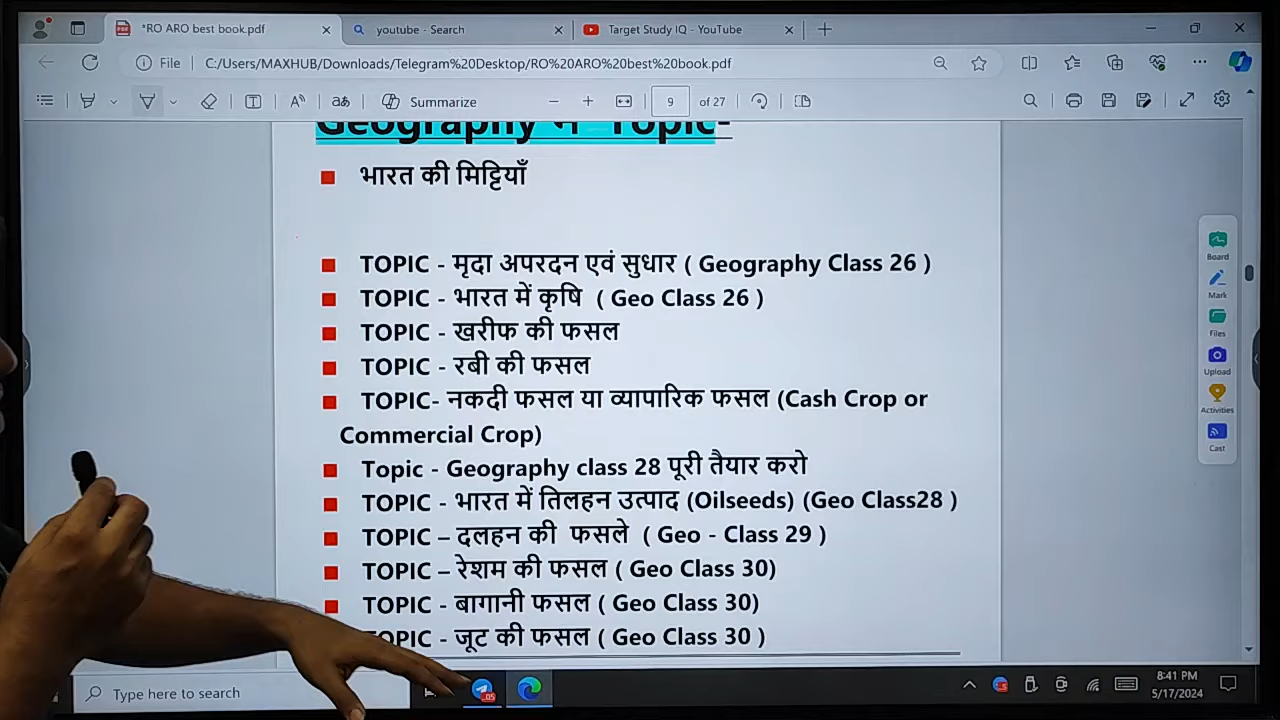 *RO ARO best book.pdf
youtube - Search
Target Study IQ - YouTube
File
C:/Users/MAXHUB/Downloads/Telegram%20Desktop/RO%20ARO%20best%20book.pdf
Summarize
9 of 27
Geography में Topic-
भारत की मिट्टियाँ
TOPIC - मृदा अपरदन एवं सुधार ( Geography Class 26 )
TOPIC - भारत में कृषि ( Geo Class 26 )
TOPIC - खरीफ की फसल
TOPIC - रबी की फसल
TOPIC- नकदी फसल या व्यापारिक फसल (Cash Crop or
Commercial Crop)
Topic - Geography class 28 पूरी तैयार करो
TOPIC - भारत में तिलहन उत्पाद (Oilseeds) (Geo Class28 )
TOPIC – दलहन की फसले ( Geo - Class 29 )
TOPIC – रेशम की फसल ( Geo Class 30)
TOPIC - बागानी फसल ( Geo Class 30)
TOPIC - जूट की फसल ( Geo Class 30 )
Board
Mark
Files
Upload
Activities
Cast
Type here to search
8:41 PM
5/17/2024